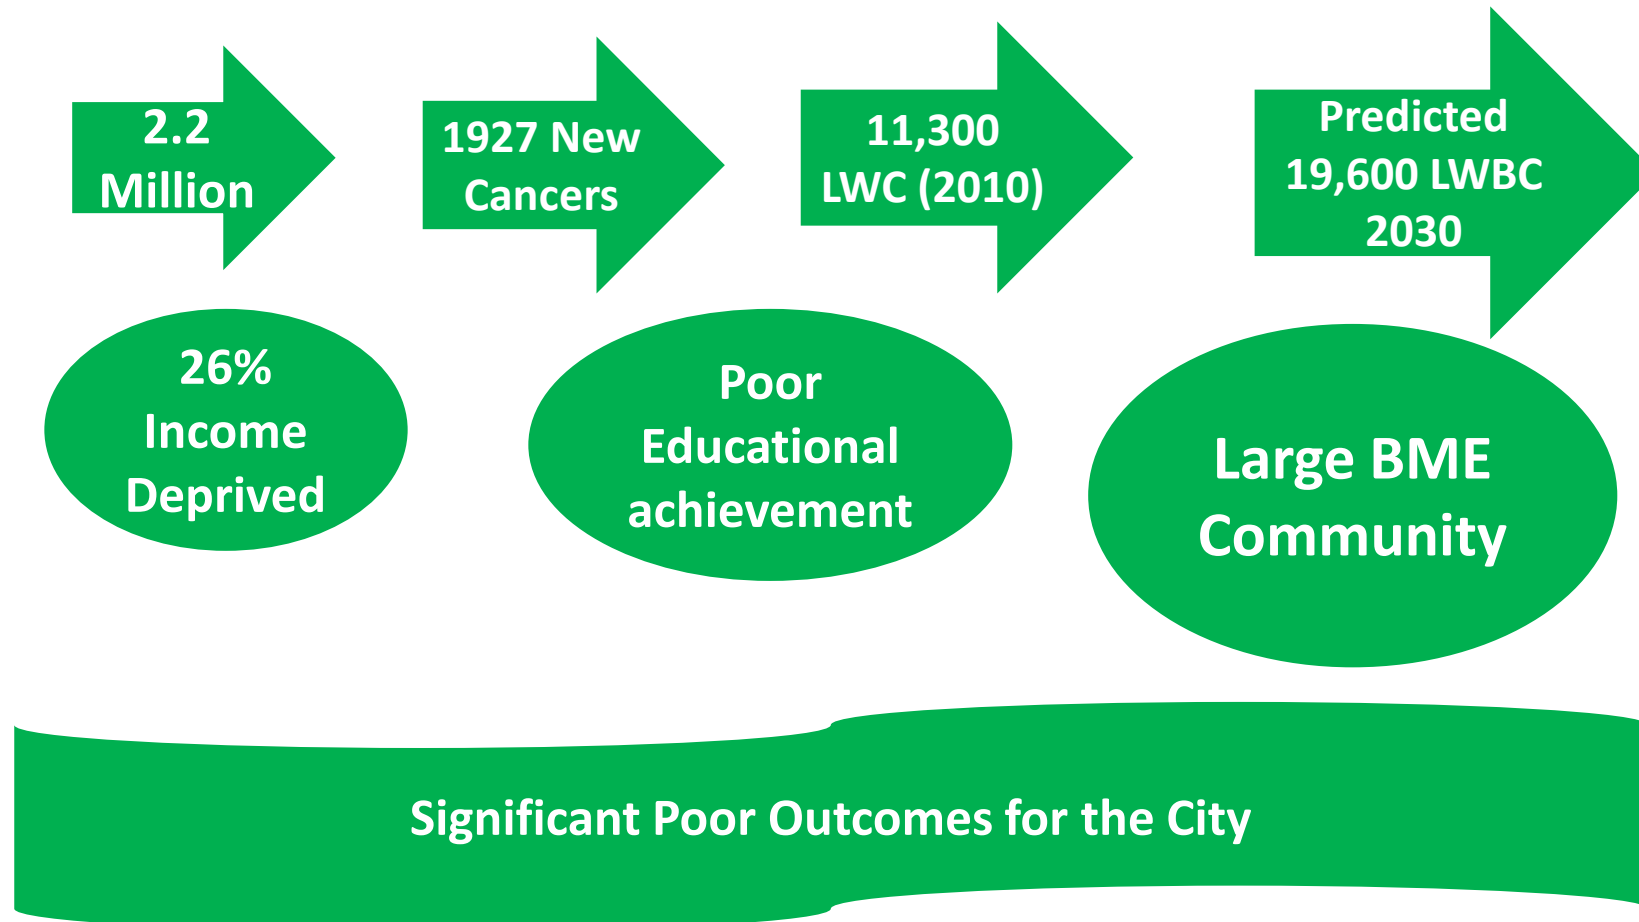 2.2
Million
1927 New
Cancers
11,300
LWC (2010)
Predicted
19,600 LWBC
2030
26%
Income
Deprived
Poor
Educational
achievement
Large BME
Community
Significant Poor Outcomes for the City